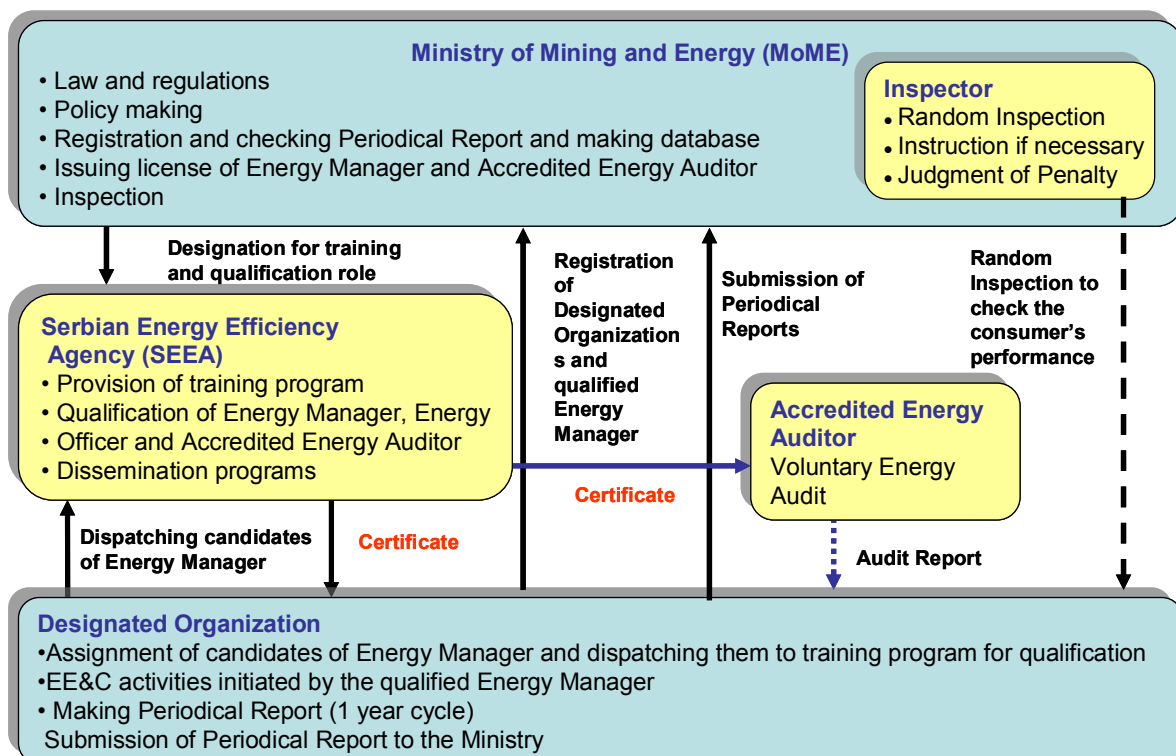 Ministry of Mining and Energy (MoME)
• Law and regulations
• Policy making
• Registration and checking Periodical Report and making database
• Issuing license of Energy Manager and Accredited Energy Auditor
• Inspection
Inspector
• Random Inspection
• Instruction if necessary
• Judgment of Penalty
Designation for training
and qualification role
Registration
of
Designated
Organization
s and
qualified
Energy
Manager
Submission of
Periodical
Reports
Random
Inspection to
check the
consumer’s
performance
Serbian Energy Efficiency
Agency (SEEA)
• Provision of training program
• Qualification of Energy Manager, Energy
• Officer and Accredited Energy Auditor
• Dissemination programs
Accredited Energy
Auditor
Voluntary Energy
Audit
Certificate
Dispatching candidates
of Energy Manager
Certificate
Audit Report
Designated Organization
•Assignment of candidates of Energy Manager and dispatching them to training program for qualification
•EE&C activities initiated by the qualified Energy Manager
• Making Periodical Report (1 year cycle)
Submission of Periodical Report to the Ministry